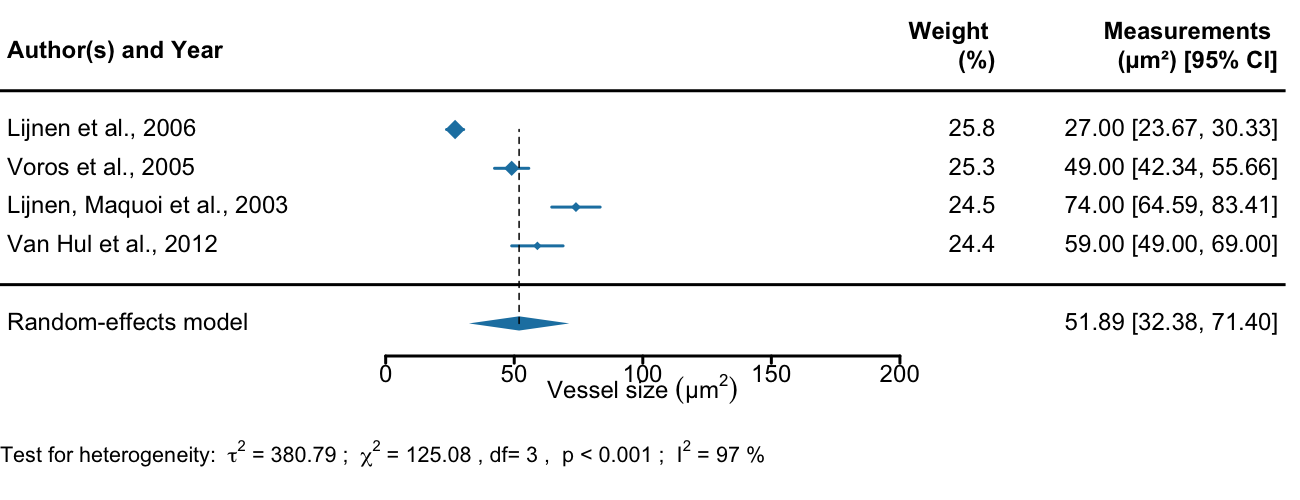 Author(s) and Year Weight (%) Measurements (µm²) [95% CI]
Lijnen et al., 2006 25.8 27.00 [23.67, 30.33]
Voros et al., 2005 25.3 49.00 [42.34, 55.66]
Lijnen, Maquoi et al., 2003 24.5 74.00 [64.59, 83.41]
Van Hul et al., 2012 24.4 59.00 [49.00, 69.00]
Random-effects model 51.89 [32.38, 71.40]
0 50 100 150 200
Vessel size (µm²)
Test for heterogeneity: τ² = 380.79 ; χ² = 125.08 , df= 3 , p < 0.001 ; I² = 97 %